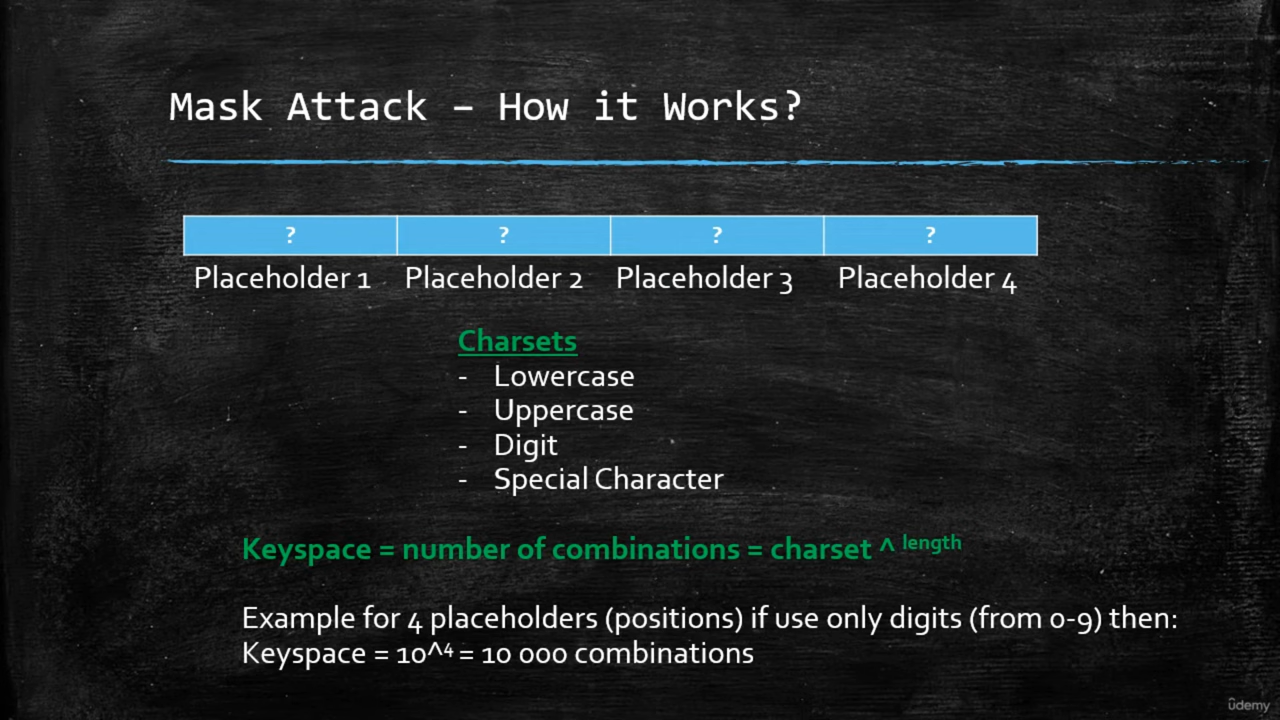 Mask Attack – How it Works?
? ? ? ?
Placeholder 1 Placeholder 2 Placeholder 3 Placeholder 4
Charsets
- Lowercase
- Uppercase
- Digit
- Special Character
Keyspace = number of combinations = charset ^ length
Example for 4 placeholders (positions) if use only digits (from 0-9) then:
Keyspace = 10^4 = 10 000 combinations
ûdemy